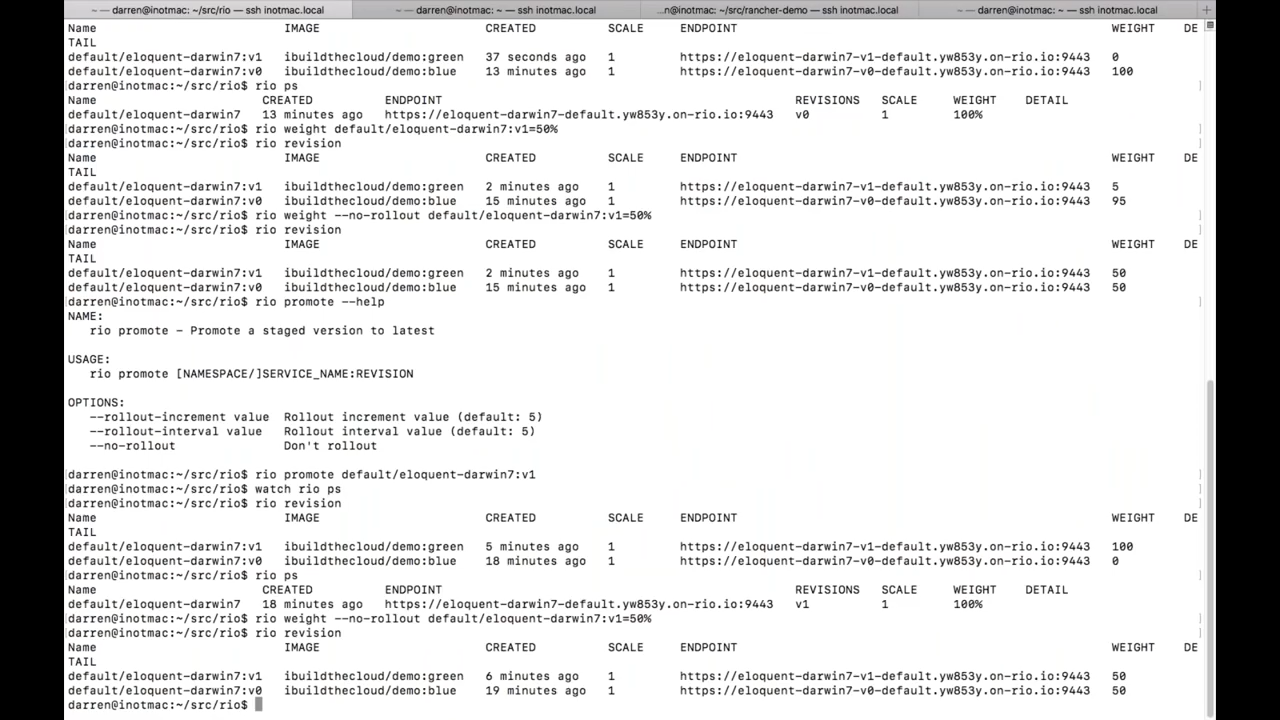 — darren@inotmac: ~/src/rio — ssh inotmac.local
~ — darren@inotmac: ~ — ssh inotmac.local
...n@inotmac: ~/src/rancher-demo — ssh inotmac.local
~ — darren@inotmac: ~ — ssh inotmac.local +
Name IMAGE CREATED SCALE ENDPOINT WEIGHT DE
TAIL
default/eloquent-darwin7:v1 ibuildthecloud/demo:green 37 seconds ago 1 https://eloquent-darwin7-v1-default.yw853y.on-rio.io:9443 0
default/eloquent-darwin7:v0 ibuildthecloud/demo:blue 13 minutes ago 1 https://eloquent-darwin7-v0-default.yw853y.on-rio.io:9443 100
darren@inotmac:~/src/rio$ rio ps
Name CREATED ENDPOINT REVISIONS SCALE WEIGHT DETAIL
default/eloquent-darwin7 13 minutes ago https://eloquent-darwin7-default.yw853y.on-rio.io:9443 v0 1 100%
darren@inotmac:~/src/rio$ rio weight default/eloquent-darwin7:v1=50%
darren@inotmac:~/src/rio$ rio revision
Name IMAGE CREATED SCALE ENDPOINT WEIGHT DE
TAIL
default/eloquent-darwin7:v1 ibuildthecloud/demo:green 2 minutes ago 1 https://eloquent-darwin7-v1-default.yw853y.on-rio.io:9443 5
default/eloquent-darwin7:v0 ibuildthecloud/demo:blue 15 minutes ago 1 https://eloquent-darwin7-v0-default.yw853y.on-rio.io:9443 95
darren@inotmac:~/src/rio$ rio weight --no-rollout default/eloquent-darwin7:v1=50%
darren@inotmac:~/src/rio$ rio revision
Name IMAGE CREATED SCALE ENDPOINT WEIGHT DE
TAIL
default/eloquent-darwin7:v1 ibuildthecloud/demo:green 2 minutes ago 1 https://eloquent-darwin7-v1-default.yw853y.on-rio.io:9443 50
default/eloquent-darwin7:v0 ibuildthecloud/demo:blue 15 minutes ago 1 https://eloquent-darwin7-v0-default.yw853y.on-rio.io:9443 50
darren@inotmac:~/src/rio$ rio promote --help
NAME:
rio promote - Promote a staged version to latest
USAGE:
rio promote [NAMESPACE/]SERVICE_NAME:REVISION
OPTIONS:
--rollout-increment value Rollout increment value (default: 5)
--rollout-interval value Rollout interval value (default: 5)
--no-rollout Don't rollout
darren@inotmac:~/src/rio$ rio promote default/eloquent-darwin7:v1
darren@inotmac:~/src/rio$ watch rio ps
darren@inotmac:~/src/rio$ rio revision
Name IMAGE CREATED SCALE ENDPOINT WEIGHT DE
TAIL
default/eloquent-darwin7:v1 ibuildthecloud/demo:green 5 minutes ago 1 https://eloquent-darwin7-v1-default.yw853y.on-rio.io:9443 100
default/eloquent-darwin7:v0 ibuildthecloud/demo:blue 18 minutes ago 1 https://eloquent-darwin7-v0-default.yw853y.on-rio.io:9443 0
darren@inotmac:~/src/rio$ rio ps
Name CREATED ENDPOINT REVISIONS SCALE WEIGHT DETAIL
default/eloquent-darwin7 18 minutes ago https://eloquent-darwin7-default.yw853y.on-rio.io:9443 v1 1 100%
darren@inotmac:~/src/rio$ rio weight --no-rollout default/eloquent-darwin7:v1=50%
darren@inotmac:~/src/rio$ rio revision
Name IMAGE CREATED SCALE ENDPOINT WEIGHT DE
TAIL
default/eloquent-darwin7:v1 ibuildthecloud/demo:green 6 minutes ago 1 https://eloquent-darwin7-v1-default.yw853y.on-rio.io:9443 50
default/eloquent-darwin7:v0 ibuildthecloud/demo:blue 19 minutes ago 1 https://eloquent-darwin7-v0-default.yw853y.on-rio.io:9443 50
darren@inotmac:~/src/rio$